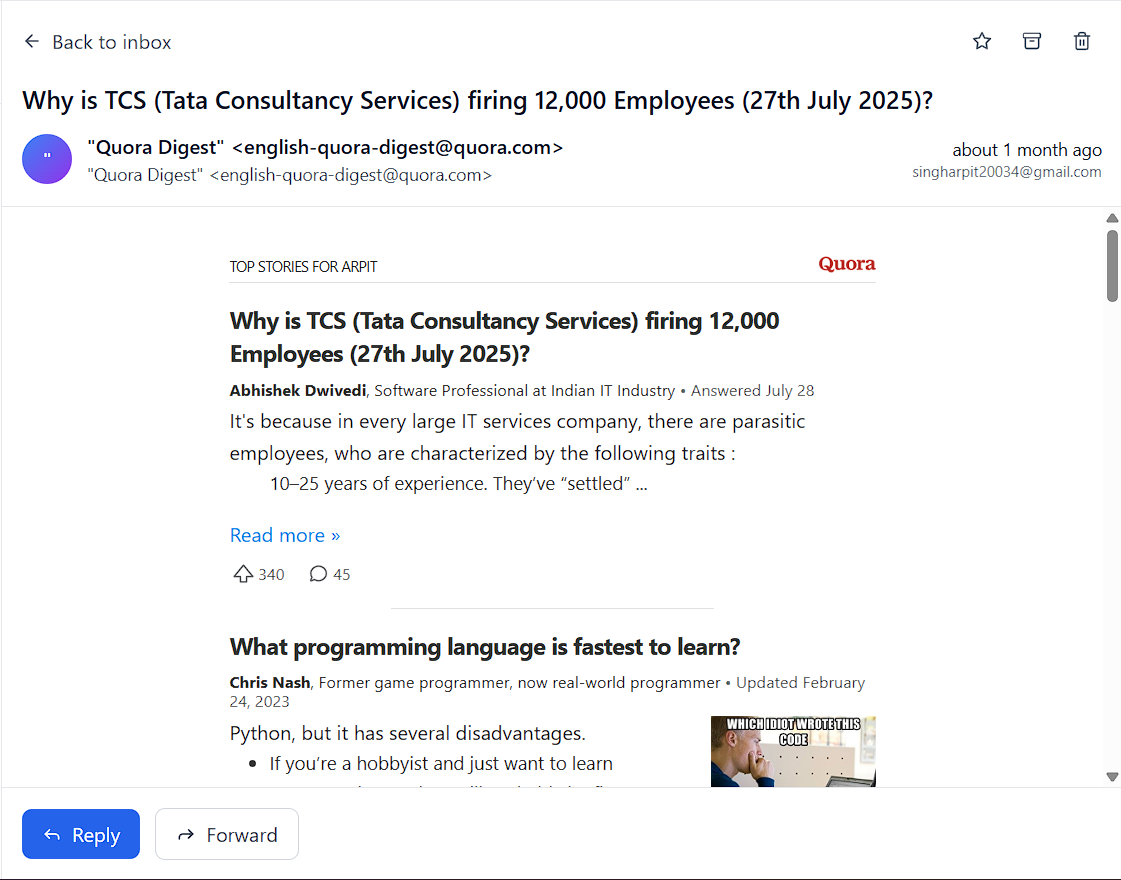 Back to inbox
Why is TCS (Tata Consultancy Services) firing 12,000 Employees (27th July 2025)?
"
"Quora Digest" <english-quora-digest@quora.com>
about 1 month ago
"Quora Digest" <english-quora-digest@quora.com>
singharpit20034@gmail.com
TOP STORIES FOR ARPIT
Quora
Why is TCS (Tata Consultancy Services) firing 12,000
Employees (27th July 2025)?
Abhishek Dwivedi, Software Professional at Indian IT Industry • Answered July 28
It's because in every large IT services company, there are parasitic
employees, who are characterized by the following traits :
10–25 years of experience. They’ve “settled” ...
Read more »
340 45
What programming language is fastest to learn?
Chris Nash, Former game programmer, now real-world programmer • Updated February
24, 2023
Python, but it has several disadvantages.
• If you’re a hobbyist and just want to learn
WHICH IDIOT WROTE THIS
CODE
Reply
Forward